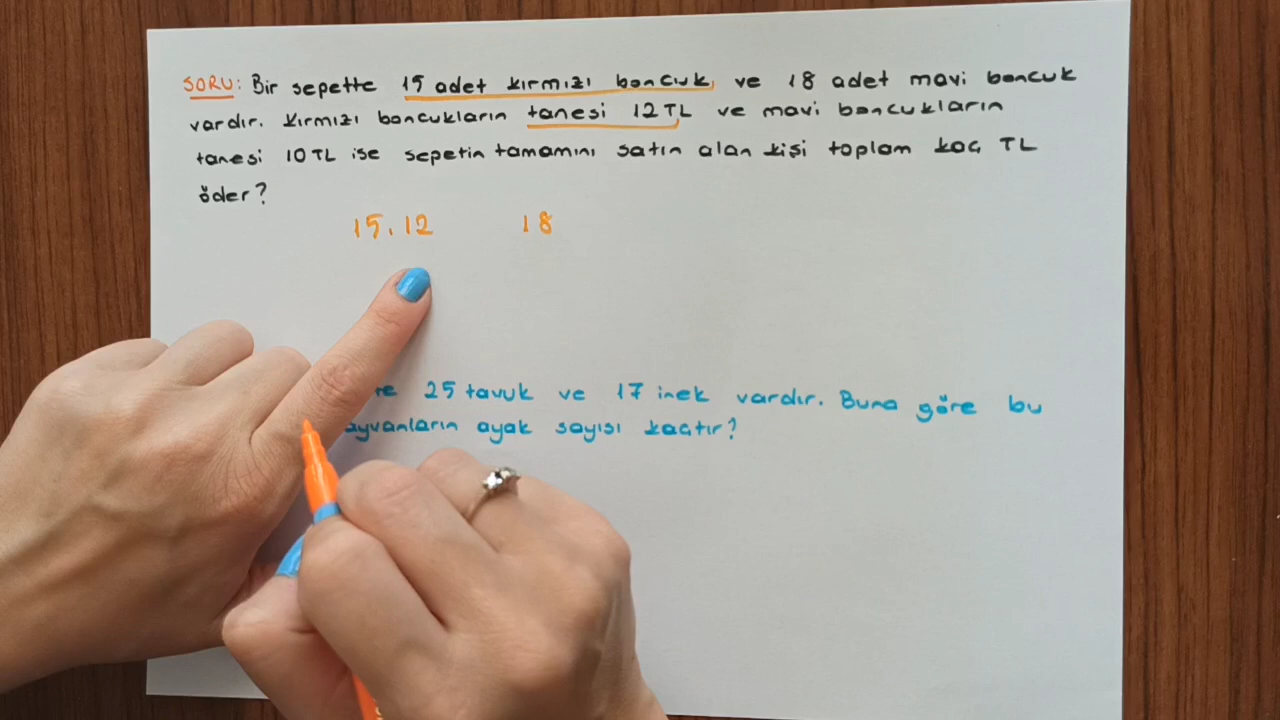 SORU: Bir sepette 15 adet kırmızı boncuk ve 18 adet mavi boncuk
vardır. Kırmızı boncukların tanesi 12 TL ve mavi boncukların
tanesi 10 TL ise sepetin tamamını satın alan kişi toplam kaç TL
öder?
15.12 18
25 tavuk ve 17 inek vardır. Buna göre bu
ayvanların ayak sayısı kaçtır?